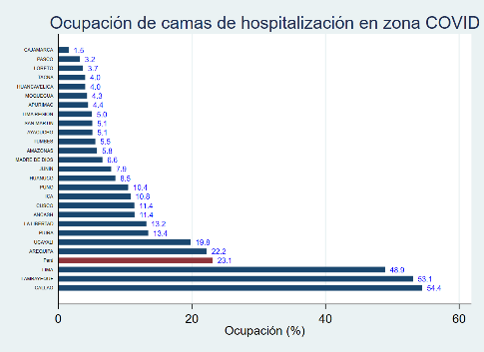 Ocupación de camas de hospitalización en zona COVID
CAJAMARCA 1.6
PASCO 3.2
LORETO 3.7
TACNA 4.0
HUANCAVELICA 4.0
MOQUEGUA 4.3
APURIMAC 4.4
LIMA REGION 5.0
SAN MARTIN 5.1
AYACUCHO 5.1
TUMBES 5.5
AMAZONAS 5.8
MADRE DE DIOS 6.6
JUNIN 7.9
HUANUCO 8.5
PUNO 10.4
ICA 10.8
CUSCO 11.4
ANCASH 11.4
LA LIBERTAD 13.2
PIURA 13.4
UCAYALI 19.8
AREQUIPA 22.2
Perú 23.1
LIMA 48.9
LAMBAYEQUE 53.1
CALLAO 54.4
0 20 40 60
Ocupación (%)